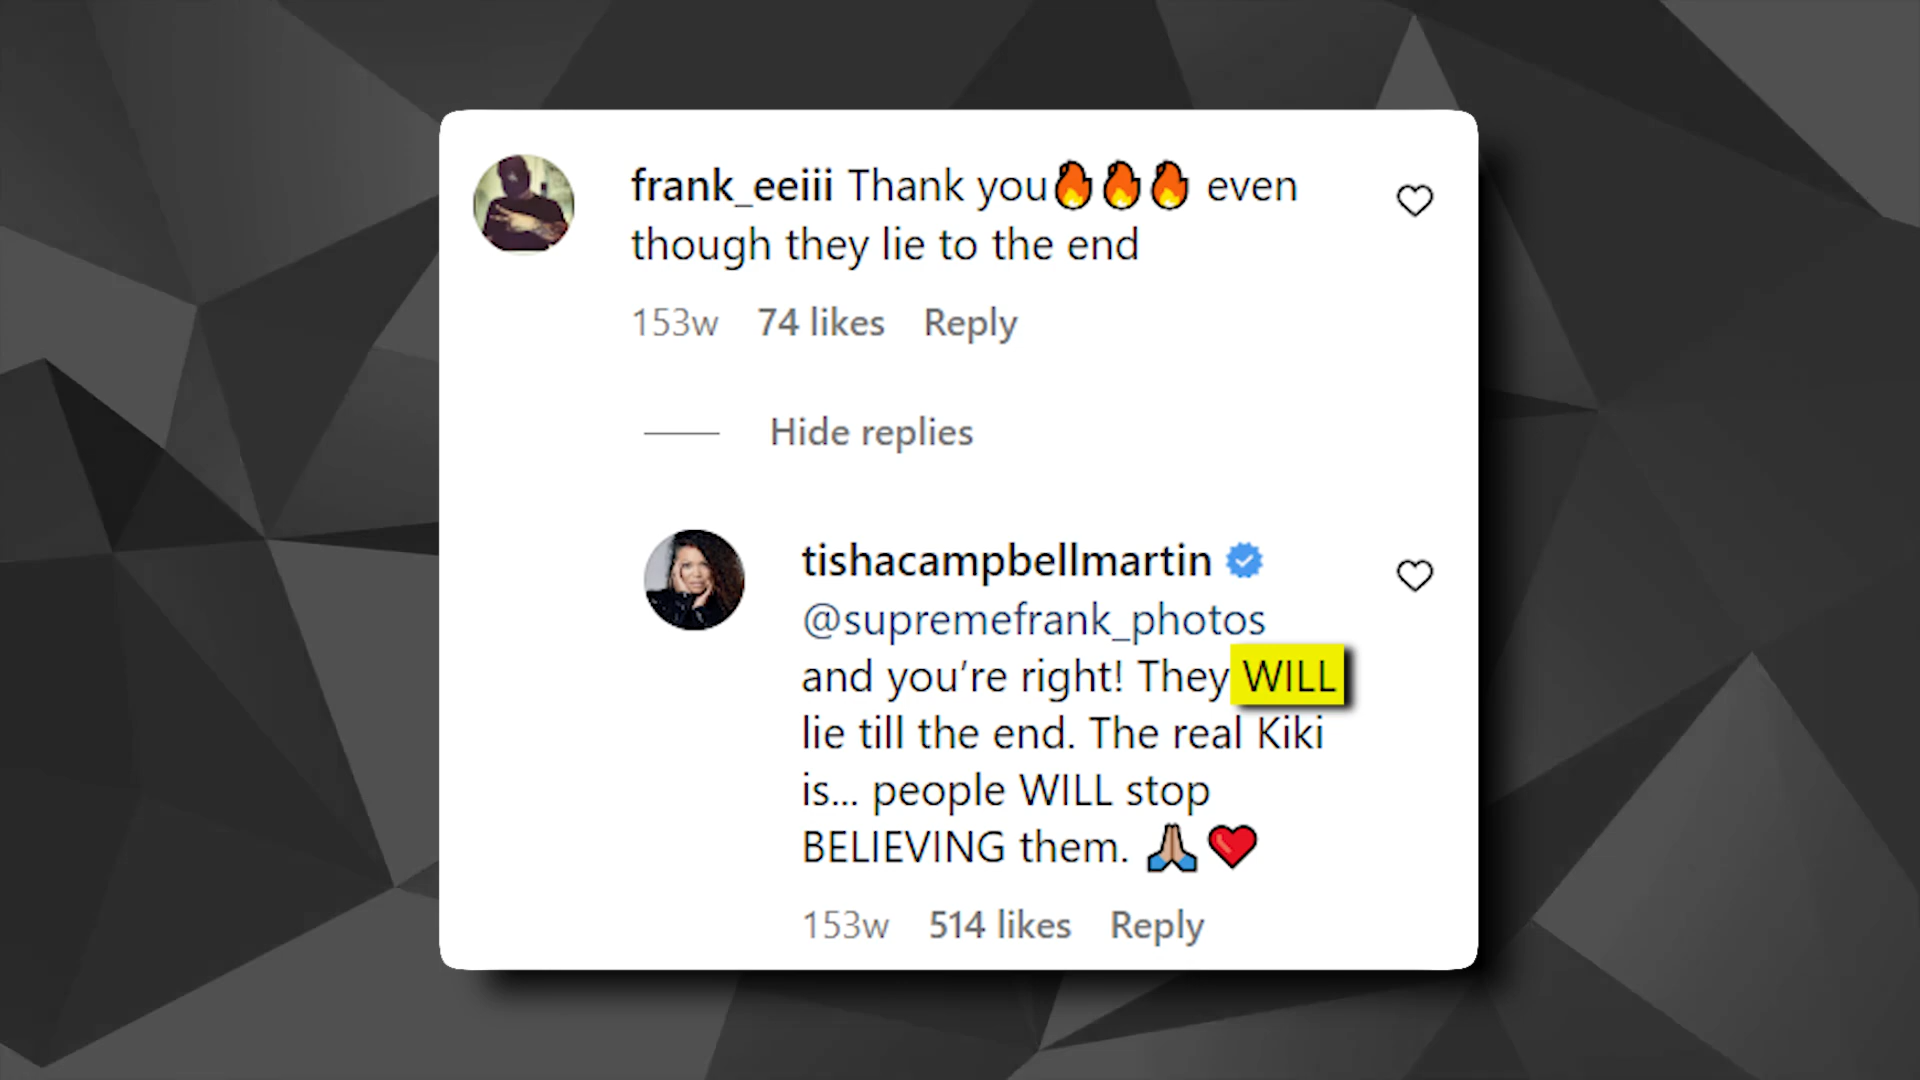 frank_eeiii Thank you🔥🔥🔥 even
though they lie to the end
153w 74 likes Reply
Hide replies
tishacampbellmartin
@supremefrank_photos
and you’re right! They WILL
lie till the end. The real Kiki
is... people WILL stop
BELIEVING them. 🙏🏽❤️
153w 514 likes Reply